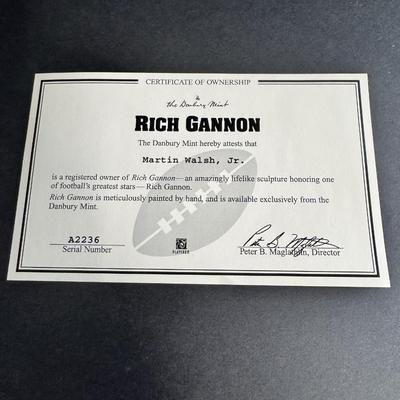 CERTIFICATE OF OWNERSHIP
the Danbury Mint
RICH GANNON
The Danbury Mint hereby attests that
Martin Walsh, Jr.
is a registered owner of Rich Gannon—an amazingly lifelike sculpture honoring one
of football's greatest stars—Rich Gannon.
Rich Gannon is meticulously painted by hand, and is available exclusively from the
Danbury Mint.
A2236
Serial Number
PLAYERS
Peter B. Maglathlin, Director